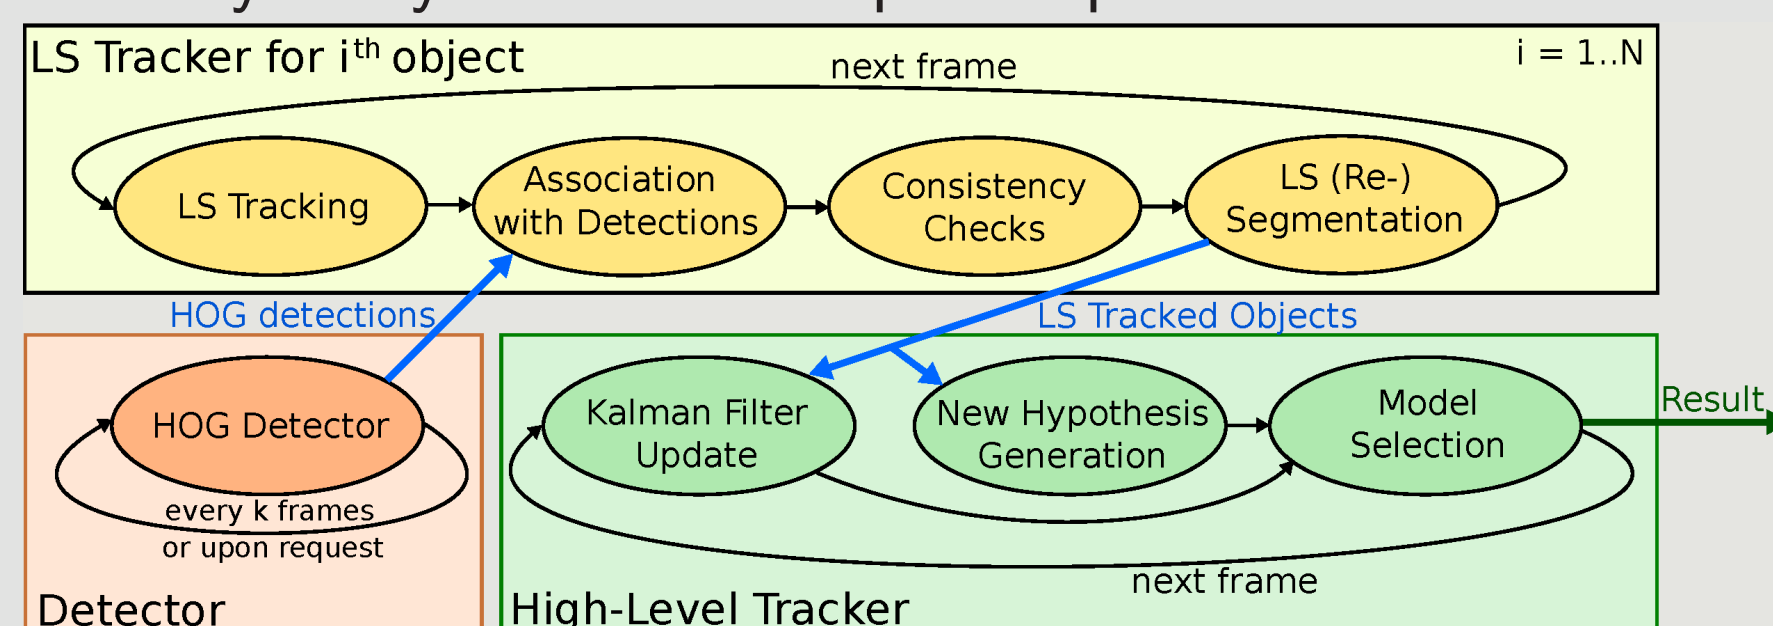 LS Tracker for iᵗʰ object
i = 1..N
next frame
LS Tracking
Association
with Detections
Consistency
Checks
LS (Re-)
Segmentation
HOG detections
LS Tracked Objects
HOG Detector
every k frames
or upon request
Detector
Kalman Filter
Update
New Hypothesis
Generation
Model
Selection
Result
next frame
High-Level Tracker